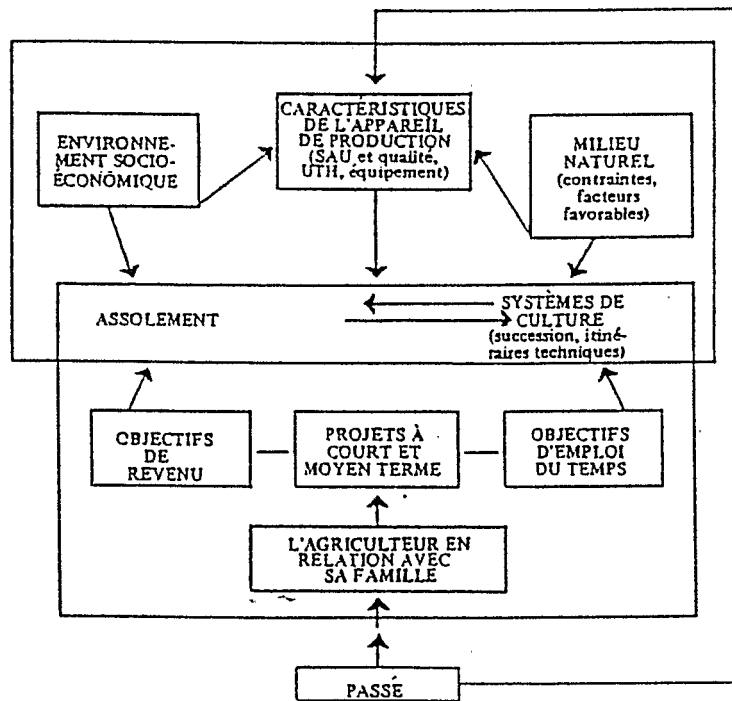 CARACTÉRISTIQUES
DE L'APPAREIL
DE PRODUCTION
(SAU et qualité,
UTH, équipement)
ENVIRONNE-
MENT SOCIO-
ÉCONÔMIQUE
MILIEU
NATUREL
(contraintes,
facteurs
favorables)
ASSOLEMENT
SYSTÈMES DE
CULTURE
(succession, itiné-
raires techniques)
OBJECTIFS
DE
REVENU
PROJETS À
COURT ET
MOYEN TERME
OBJECTIFS
D'EMPLOI
DU TEMPS
L'AGRICULTEUR EN
RELATION AVEC
SA FAMILLE
PASSÉ